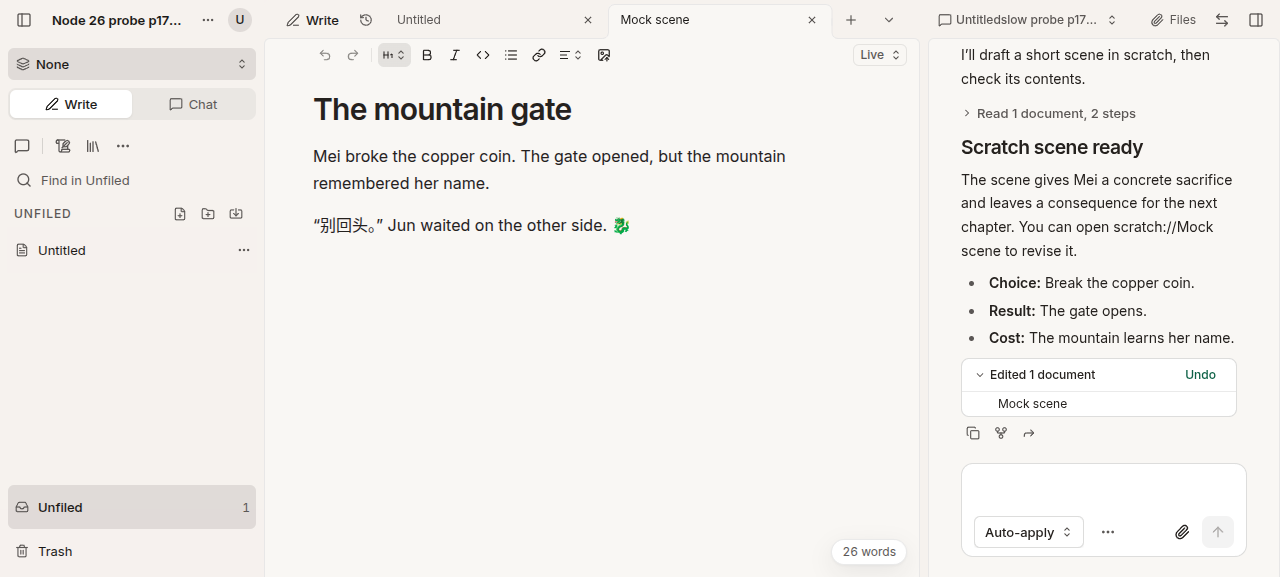 Node 26 probe p17...
U
None
Write
Chat
Find in Unfiled
UNFILED
Untitled
Unfiled
1
Trash
Write
Untitled
Mock scene
H1
B
I
Live
The mountain gate
Mei broke the copper coin. The gate opened, but the mountain
remembered her name.
“别回头。” Jun waited on the other side. 🐉
26 words
Untitledslow probe p17...
Files
I’ll draft a short scene in scratch, then
check its contents.
Read 1 document, 2 steps
Scratch scene ready
The scene gives Mei a concrete sacrifice
and leaves a consequence for the next
chapter. You can open scratch://Mock
scene to revise it.
Choice: Break the copper coin.
Result: The gate opens.
Cost: The mountain learns her name.
Edited 1 document
Undo
Mock scene
Auto-apply